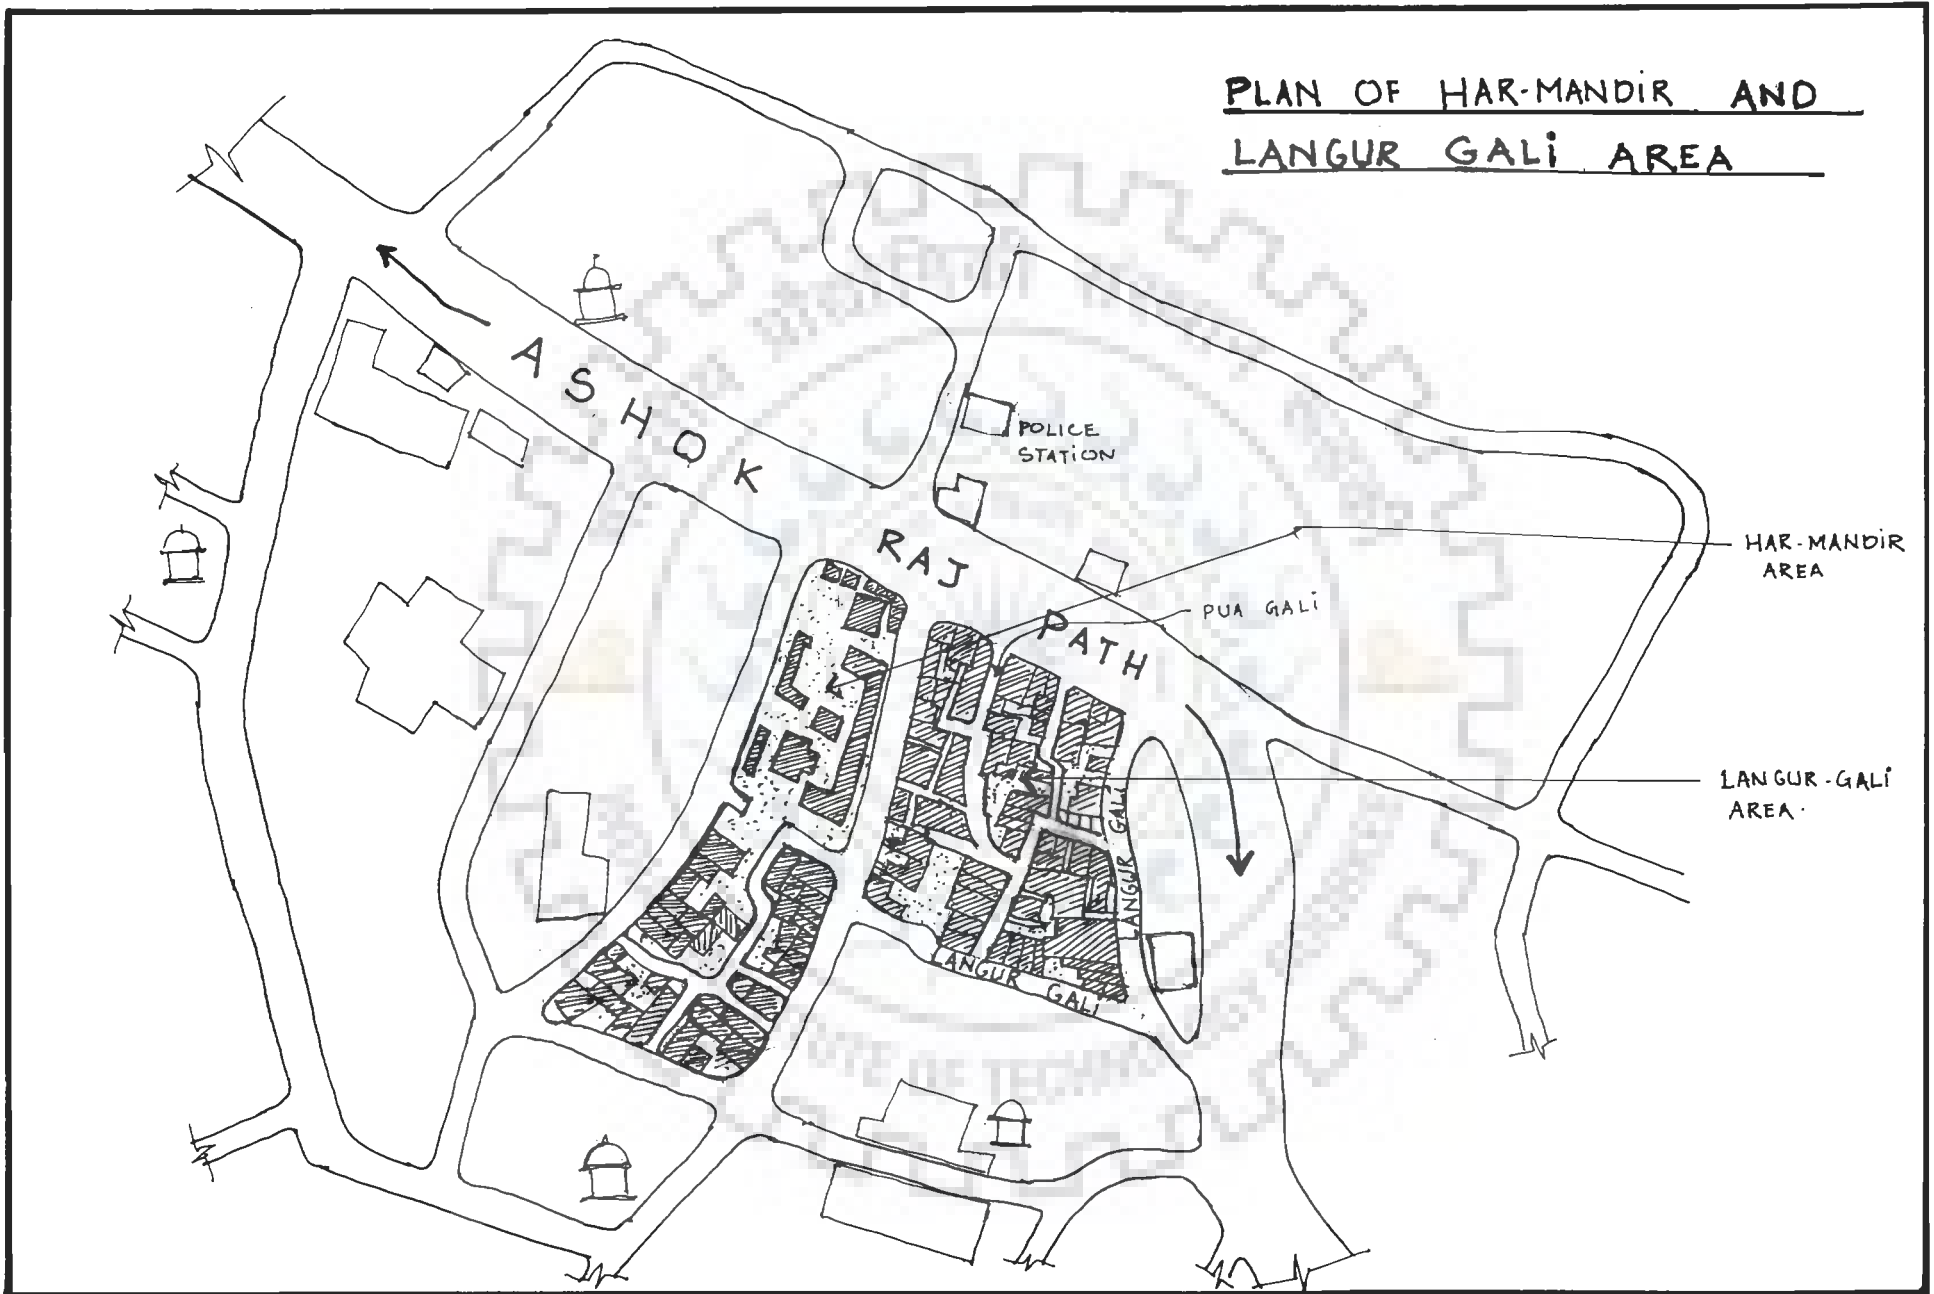 PLAN OF HAR-MANDIR AND
LANGUR GALI AREA
ASHOK RAJ PATH
POLICE
STATION
HAR-MANDIR
AREA
PUA GALI
LANGUR-GALI
AREA.
LANGUR GALI
LANGUR GALI